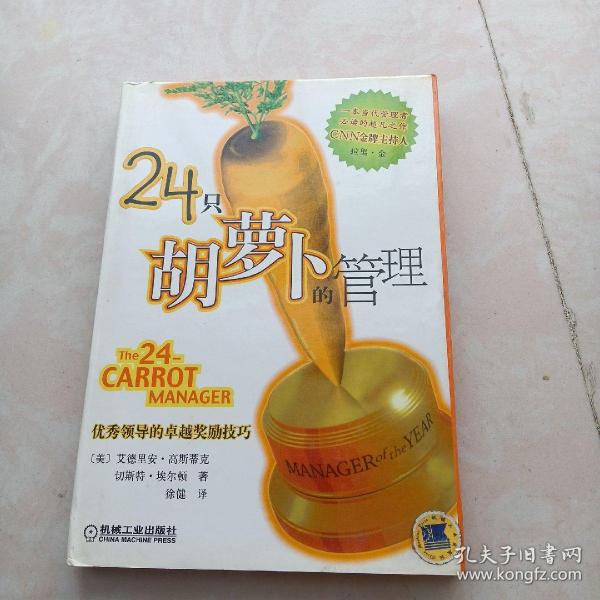 一本当代管理者
必读的超凡之作
CNN金牌主持人
拉里·金
24只
胡萝卜
的管理
The 24-
CARROT
MANAGER
MANAGER of the YEAR
优秀领导的卓越奖励技巧
〔美〕艾德里安·高斯蒂克
切斯特·埃尔顿 著
徐健 译
机械工业出版社
CHINA MACHINE PRESS
孔夫子旧书网
www.kongfz.com